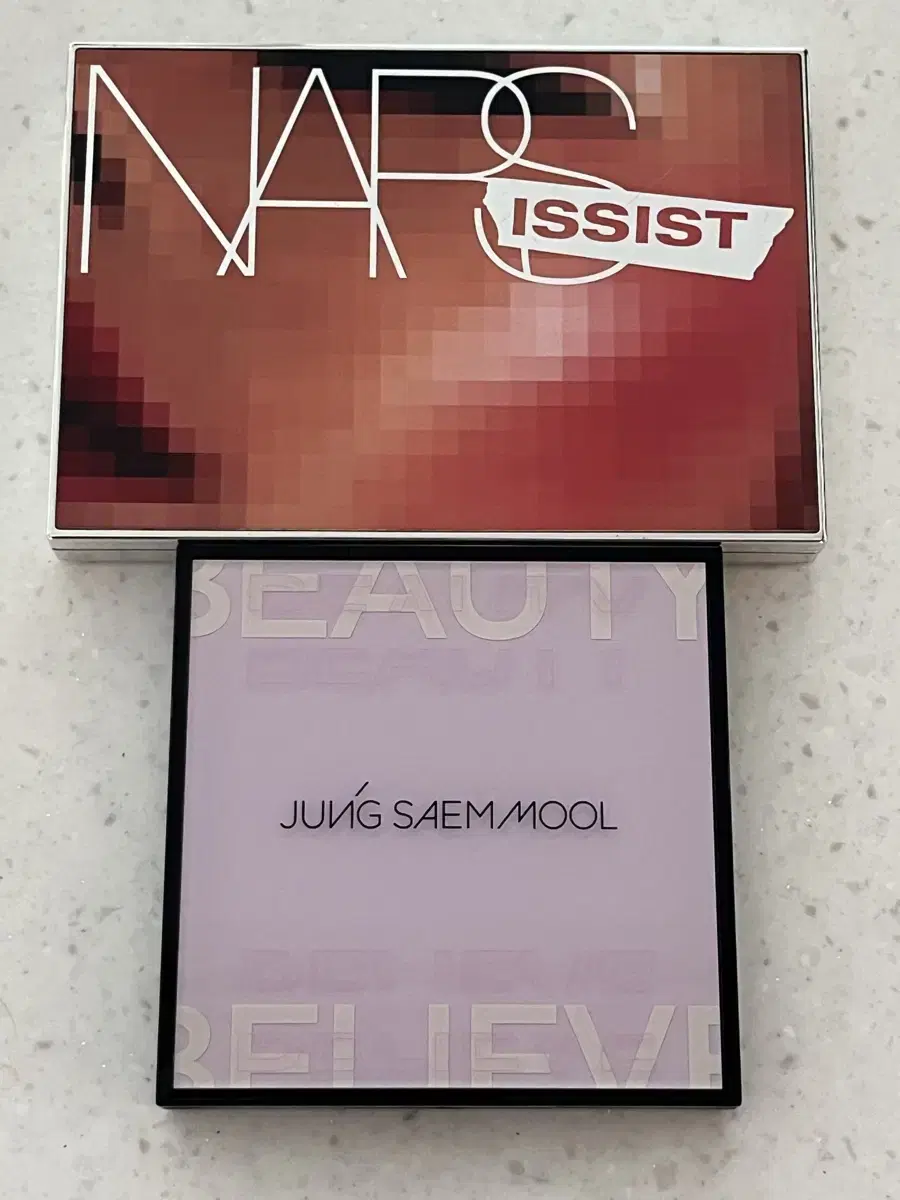 NARS
ISSIST
BEAUTY
JUNG SAEM MOOL
BELIEVE